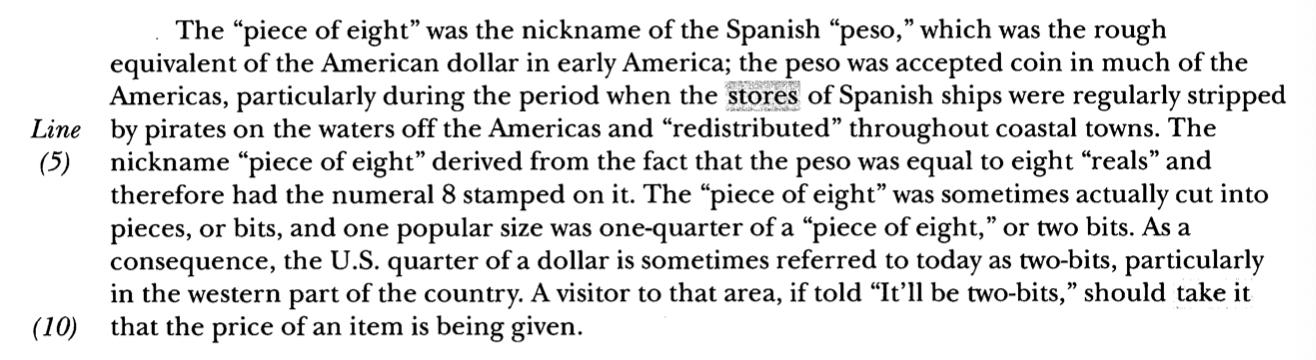 The “piece of eight” was the nickname of the Spanish “peso,” which was the rough
equivalent of the American dollar in early America; the peso was accepted coin in much of the
Americas, particularly during the period when the stores of Spanish ships were regularly stripped
Line by pirates on the waters off the Americas and “redistributed” throughout coastal towns. The
(5) nickname “piece of eight” derived from the fact that the peso was equal to eight “reals” and
therefore had the numeral 8 stamped on it. The “piece of eight” was sometimes actually cut into
pieces, or bits, and one popular size was one-quarter of a “piece of eight,” or two bits. As a
consequence, the U.S. quarter of a dollar is sometimes referred to today as two-bits, particularly
in the western part of the country. A visitor to that area, if told “It’ll be two-bits,” should take it
(10) that the price of an item is being given.